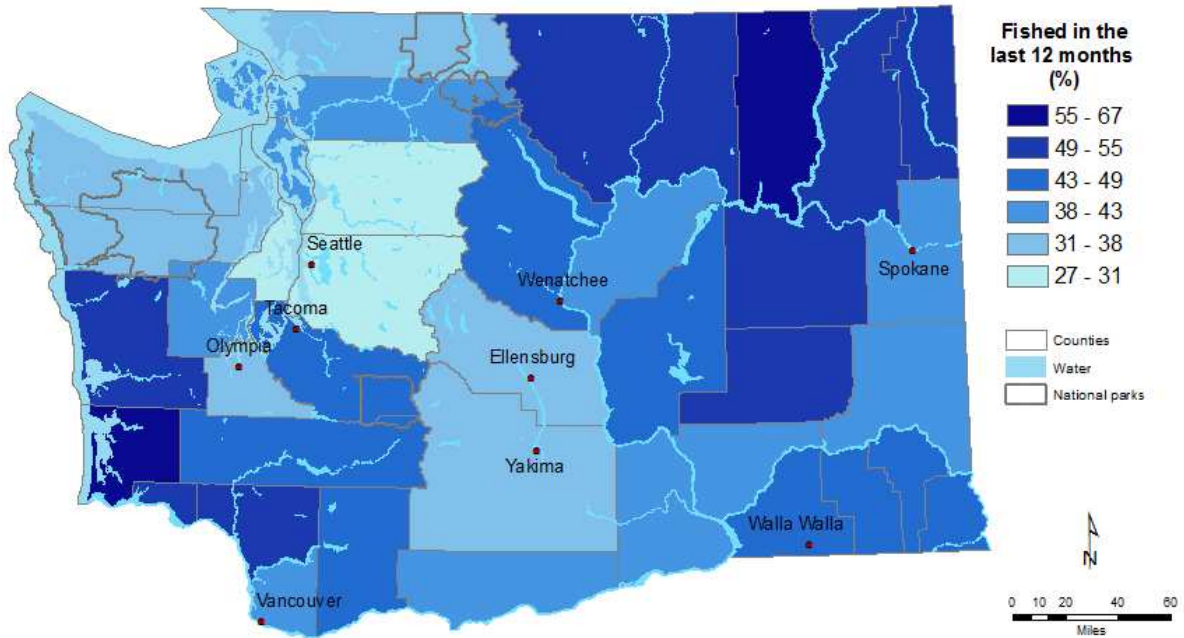 Fished in the
last 12 months
(%)
55 - 67
49 - 55
43 - 49
38 - 43
31 - 38
27 - 31
Counties
Water
National parks
Seattle
Spokane
Wenatchee
Tacoma
Olympia
Ellensburg
Yakima
Walla Walla
Vancouver
N
0 10 20 40 60
Miles